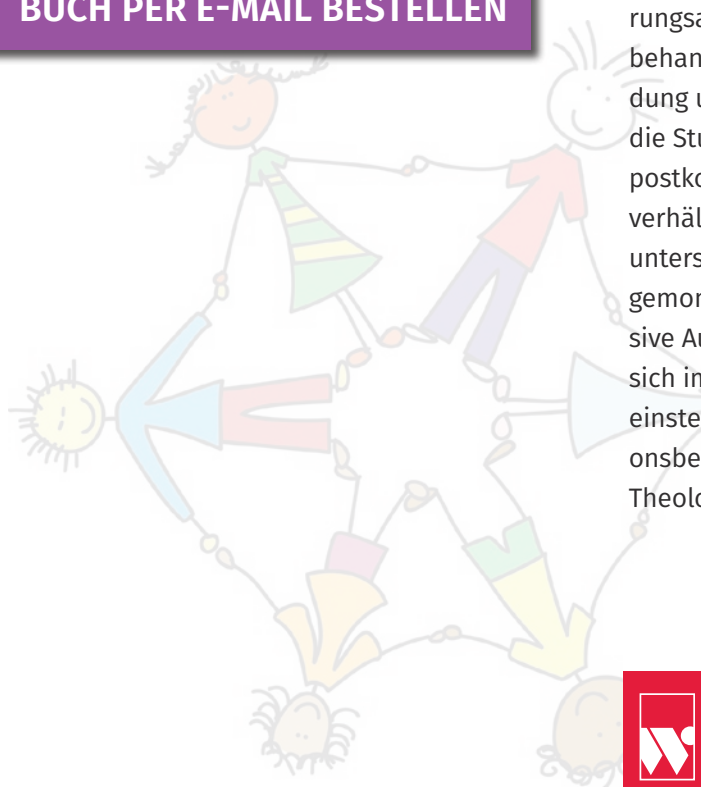 BUCH PER E-MAIL BESTELLEN
rungsa
behan
dung u
die Stu
postko
verhäl
unters
gemon
sive Au
sich in
einste
onsbe
Theolo